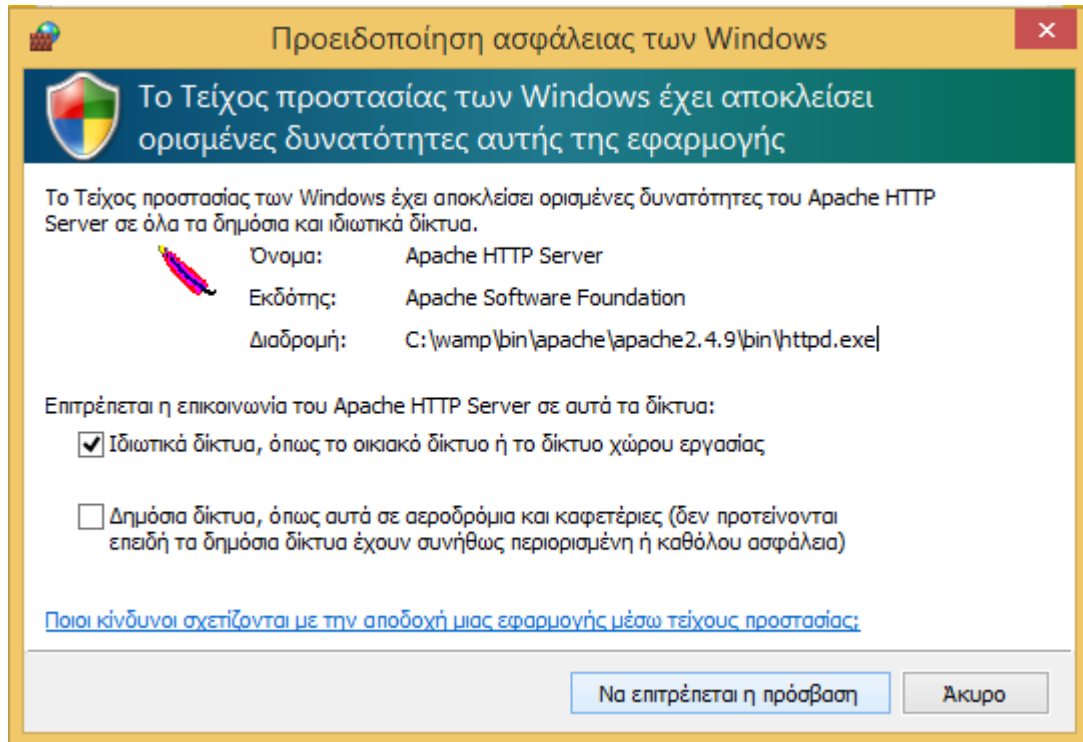 Προειδοποίηση ασφάλειας των Windows
Το Τείχος προστασίας των Windows έχει αποκλείσει
ορισμένες δυνατότητες αυτής της εφαρμογής
Το Τείχος προστασίας των Windows έχει αποκλείσει ορισμένες δυνατότητες του Apache HTTP
Server σε όλα τα δημόσια και ιδιωτικά δίκτυα.
Όνομα: Apache HTTP Server
Εκδότης: Apache Software Foundation
Διαδρομή: C:\wamp\bin\apache\apache2.4.9\bin\httpd.exe
Επιτρέπεται η επικοινωνία του Apache HTTP Server σε αυτά τα δίκτυα:
Ιδιωτικά δίκτυα, όπως το οικιακό δίκτυο ή το δίκτυο χώρου εργασίας
Δημόσια δίκτυα, όπως αυτά σε αεροδρόμια και καφετέριες (δεν προτείνονται
επειδή τα δημόσια δίκτυα έχουν συνήθως περιορισμένη ή καθόλου ασφάλεια)
Ποιοι κίνδυνοι σχετίζονται με την αποδοχή μιας εφαρμογής μέσω τείχους προστασίας;
Να επιτρέπεται η πρόσβαση Άκυρο